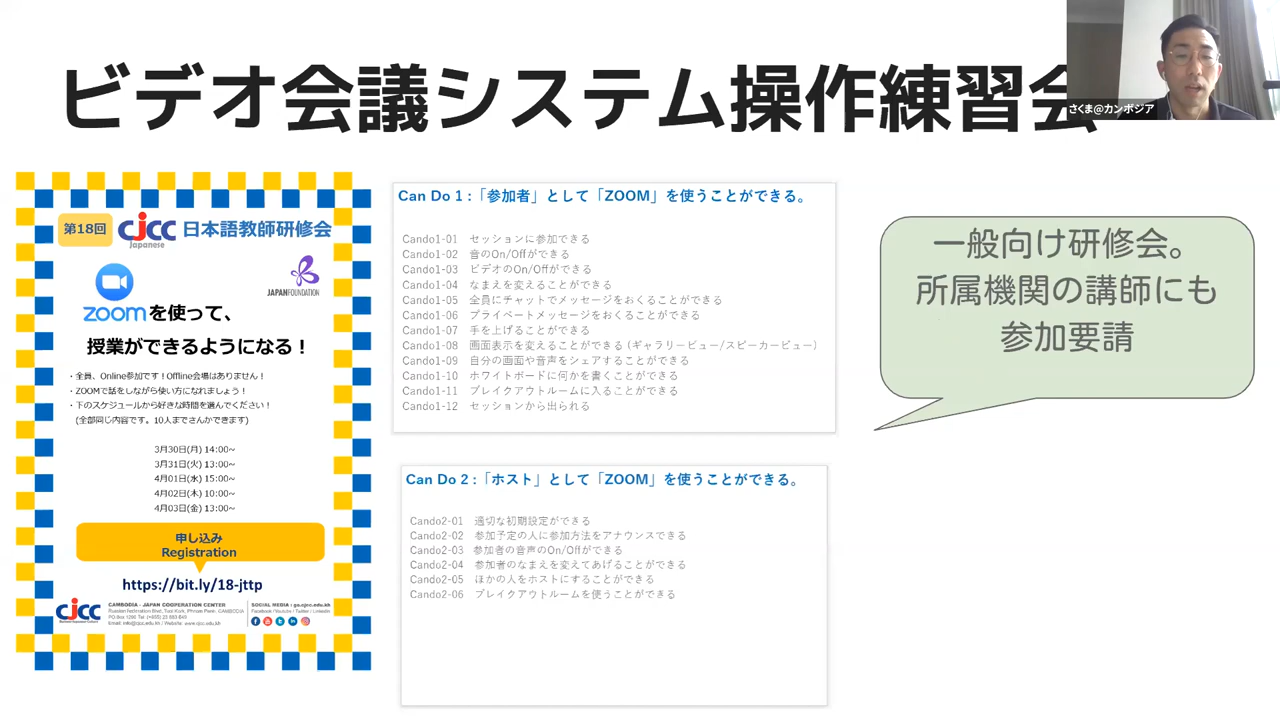 ビデオ会議システム操作練習会
さくま@カンボジア
第18回 CJCC Japanese 日本語教師研修会
JAPANFOUNDATION
zoomを使って、
授業ができるようになる！
・全員、Online参加です！Offline会場はありません！
・ZOOMで話をしながら使い方になれましょう！
・下のスケジュールから好きな時間を選んでください！
(全部同じ内容です。10人までさんかできます)
3月30日(月) 14:00~
3月31日(火) 13:00~
4月01日(水) 15:00~
4月02日(木) 10:00~
4月03日(金) 13:00~
申し込み
Registration
https://bit.ly/18-jttp
CJCC
CAMBODIA - JAPAN COOPERATION CENTER
SOCIAL MEDIA :
Can Do 1 :「参加者」として「ZOOM」を使うことができる。
Cando1-01 セッションに参加できる
Cando1-02 音のOn/Offができる
Cando1-03 ビデオのOn/Offができる
Cando1-04 なまえを変えることができる
Cando1-05 全員にチャットでメッセージをおくることができる
Cando1-06 プライベートメッセージをおくることができる
Cando1-07 手を上げることができる
Cando1-08 画面表示を変えることができる (ギャラリービュー/スピーカービュー)
Cando1-09 自分の画面や音声をシェアすることができる
Cando1-10 ホワイトボードに何かを書くことができる
Cando1-11 ブレイクアウトルームに入ることができる
Cando1-12 セッションから出られる
Can Do 2 :「ホスト」として「ZOOM」を使うことができる。
Cando2-01 適切な初期設定ができる
Cando2-02 参加予定の人に参加方法をアナウンスできる
Cando2-03 参加者の音声のOn/Offができる
Cando2-04 参加者のなまえを変えてあげることができる
Cando2-05 ほかの人をホストにすることができる
Cando2-06 ブレイクアウトルームを使うことができる
一般向け研修会。
所属機関の講師にも
参加要請